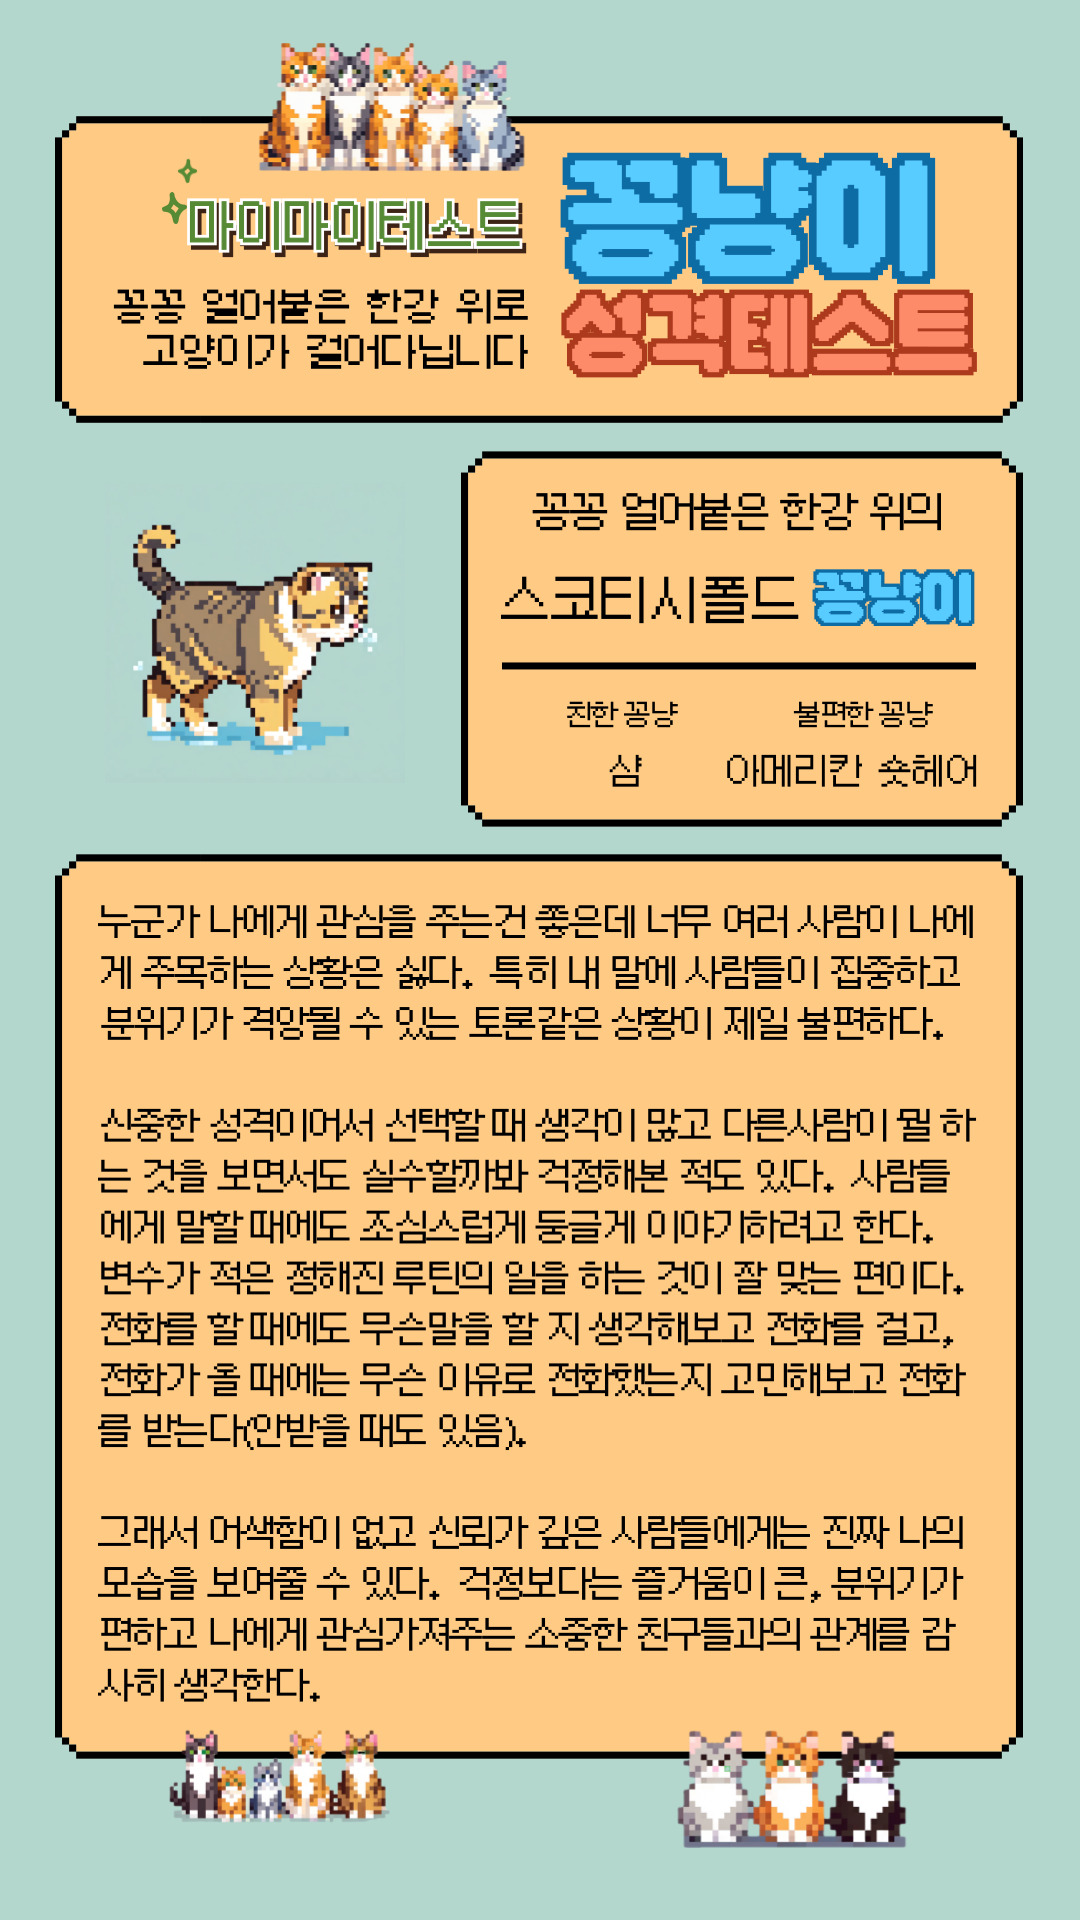 마이마이테스트
꽁꽁 얼어붙은 한강 위로
고양이가 걸어다닙니다
꽁냥이
성격테스트
꽁꽁 얼어붙은 한강 위의
스코티시폴드 꽁냥이
친한 꽁냥
샴
불편한 꽁냥
아메리칸 숏헤어
누군가 나에게 관심을 주는건 좋은데 너무 여러 사람이 나에
게 주목하는 상황은 싫다. 특히 내 말에 사람들이 집중하고
분위기가 격앙될 수 있는 토론같은 상황이 제일 불편하다.
신중한 성격이어서 선택할 때 생각이 많고 다른사람이 뭘 하
는 것을 보면서도 실수할까봐 걱정해본 적도 있다. 사람들
에게 말할 때에도 조심스럽게 둥글게 이야기하려고 한다.
변수가 적은 정해진 루틴의 일을 하는 것이 잘 맞는 편이다.
전화를 할 때에도 무슨말을 할 지 생각해보고 전화를 걸고,
전화가 올 때에는 무슨 이유로 전화했는지 고민해보고 전화
를 받는다(안받을 때도 있음).
그래서 어색함이 없고 신뢰가 깊은 사람들에게는 진짜 나의
모습을 보여줄 수 있다. 걱정보다는 즐거움이 큰, 분위기가
편하고 나에게 관심가져주는 소중한 친구들과의 관계를 감
사히 생각한다.